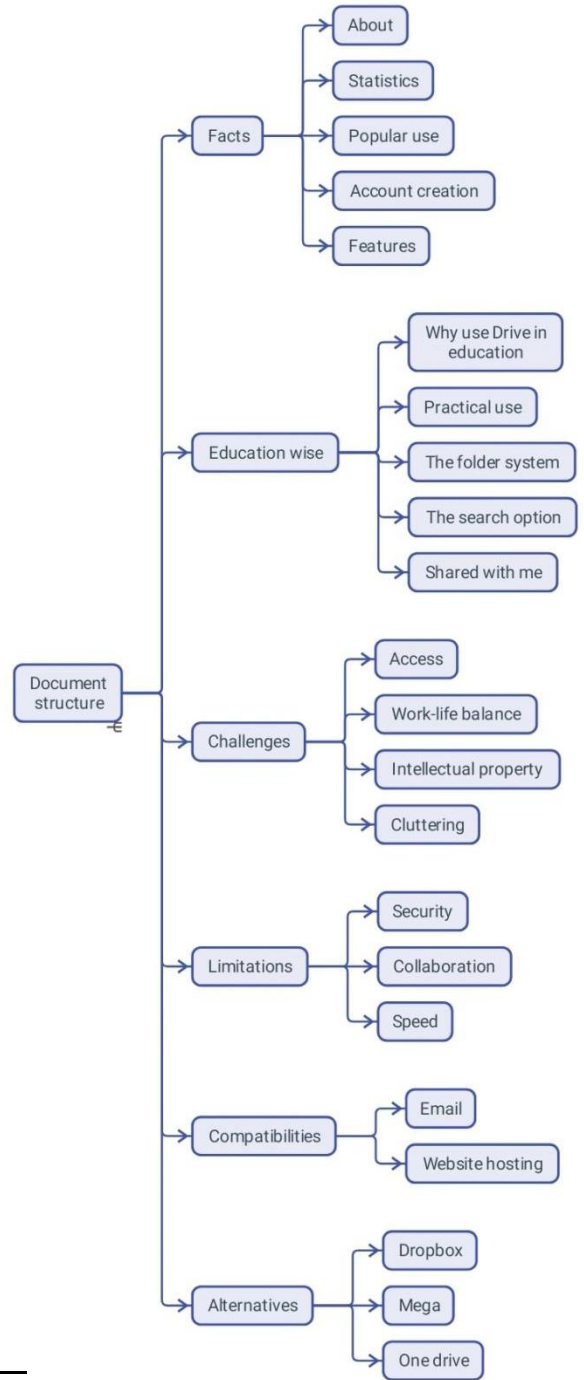 Document
structure
Facts
About
Statistics
Popular use
Account creation
Features
Education wise
Why use Drive in
education
Practical use
The folder system
The search option
Shared with me
Challenges
Access
Work-life balance
Intellectual property
Cluttering
Limitations
Security
Collaboration
Speed
Compatibilities
Email
Website hosting
Alternatives
Dropbox
Mega
One drive